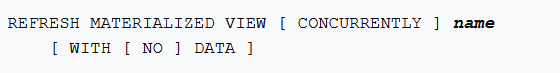 REFRESH MATERIALIZED VIEW [ CONCURRENTLY ] name
[ WITH [ NO ] DATA ]